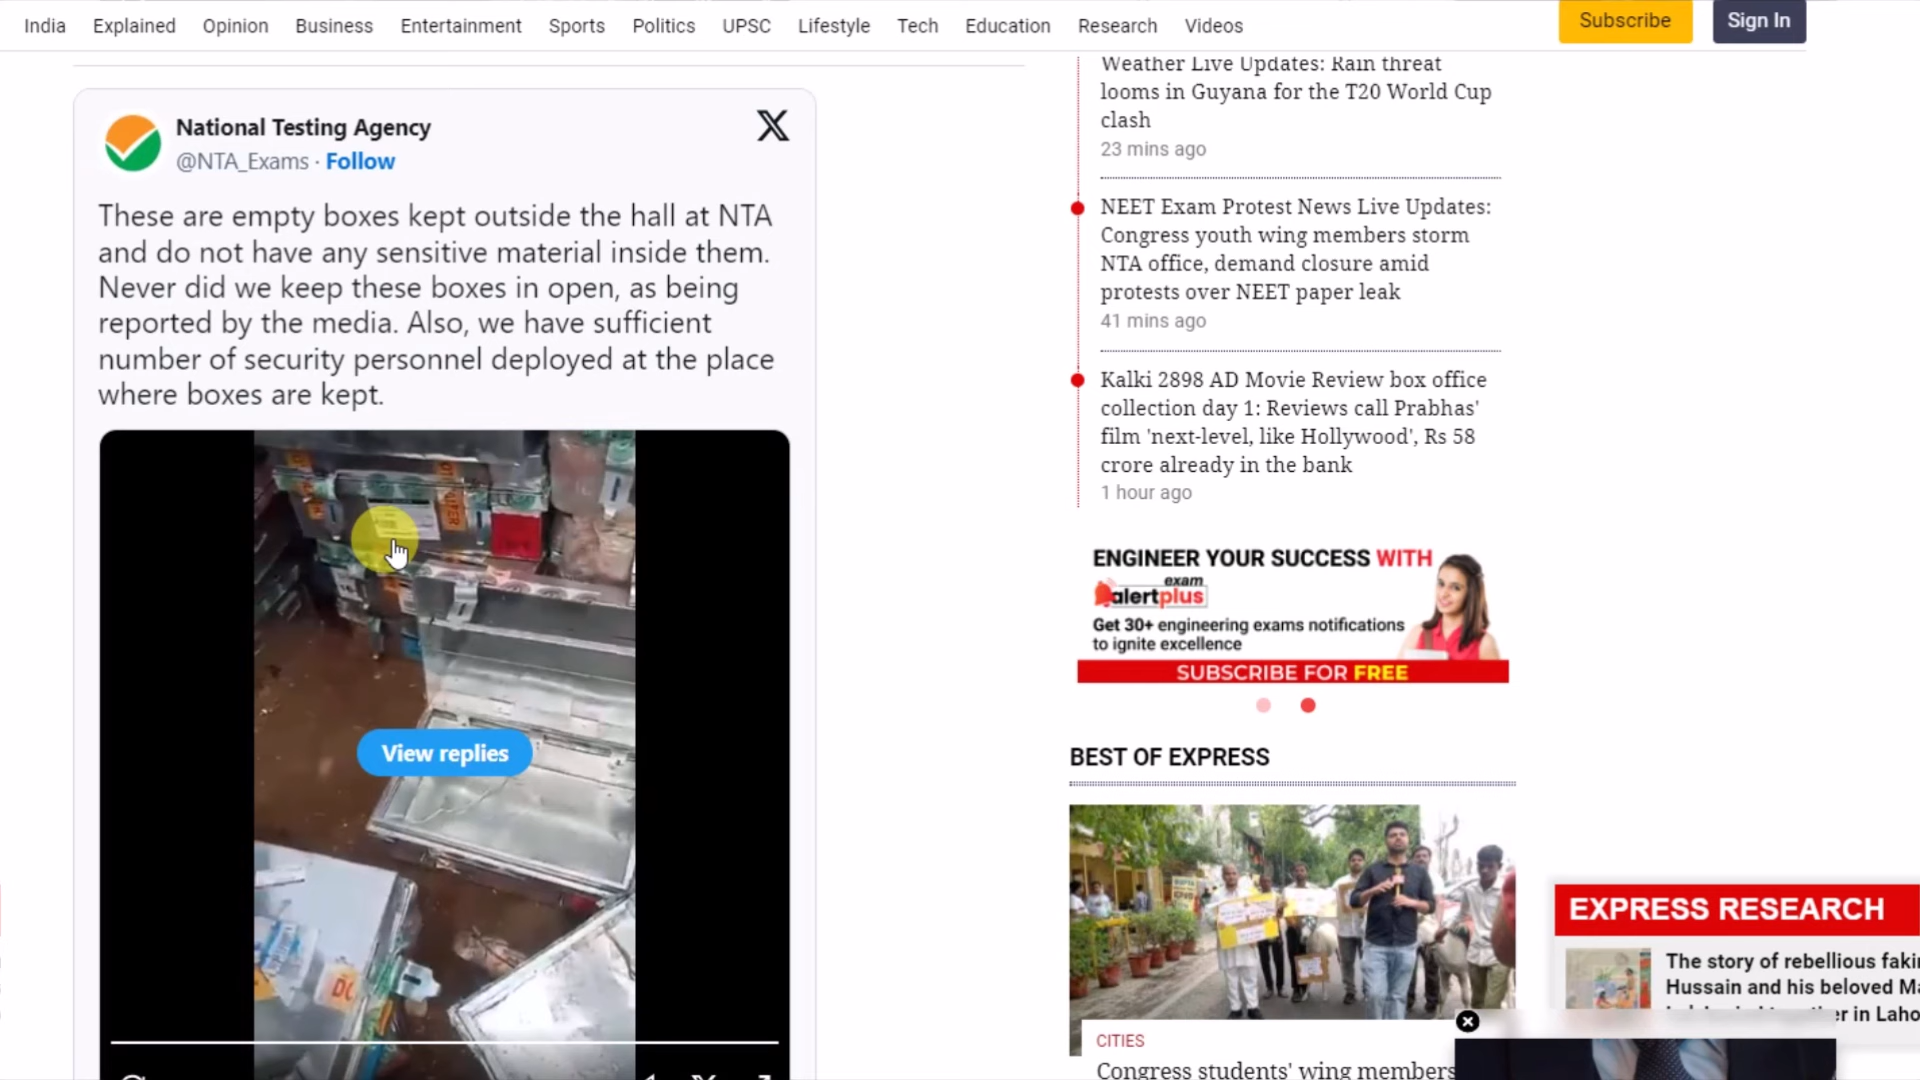 India Explained Opinion Business Entertainment Sports Politics UPSC Lifestyle Tech Education Research Videos Subscribe Sign In
National Testing Agency
@NTA_Exams · Follow
These are empty boxes kept outside the hall at NTA
and do not have any sensitive material inside them.
Never did we keep these boxes in open, as being
reported by the media. Also, we have sufficient
number of security personnel deployed at the place
where boxes are kept.
View replies
Weather Live Updates: Rain threat
looms in Guyana for the T20 World Cup
clash
23 mins ago
NEET Exam Protest News Live Updates:
Congress youth wing members storm
NTA office, demand closure amid
protests over NEET paper leak
41 mins ago
Kalki 2898 AD Movie Review box office
collection day 1: Reviews call Prabhas'
film 'next-level, like Hollywood', Rs 58
crore already in the bank
1 hour ago
ENGINEER YOUR SUCCESS WITH
exam
alertplus
Get 30+ engineering exams notifications
to ignite excellence
SUBSCRIBE FOR FREE
BEST OF EXPRESS
CITIES
Congress students' wing members
EXPRESS RESEARCH
The story of rebellious faki
Hussain and his beloved Ma
er in Laho